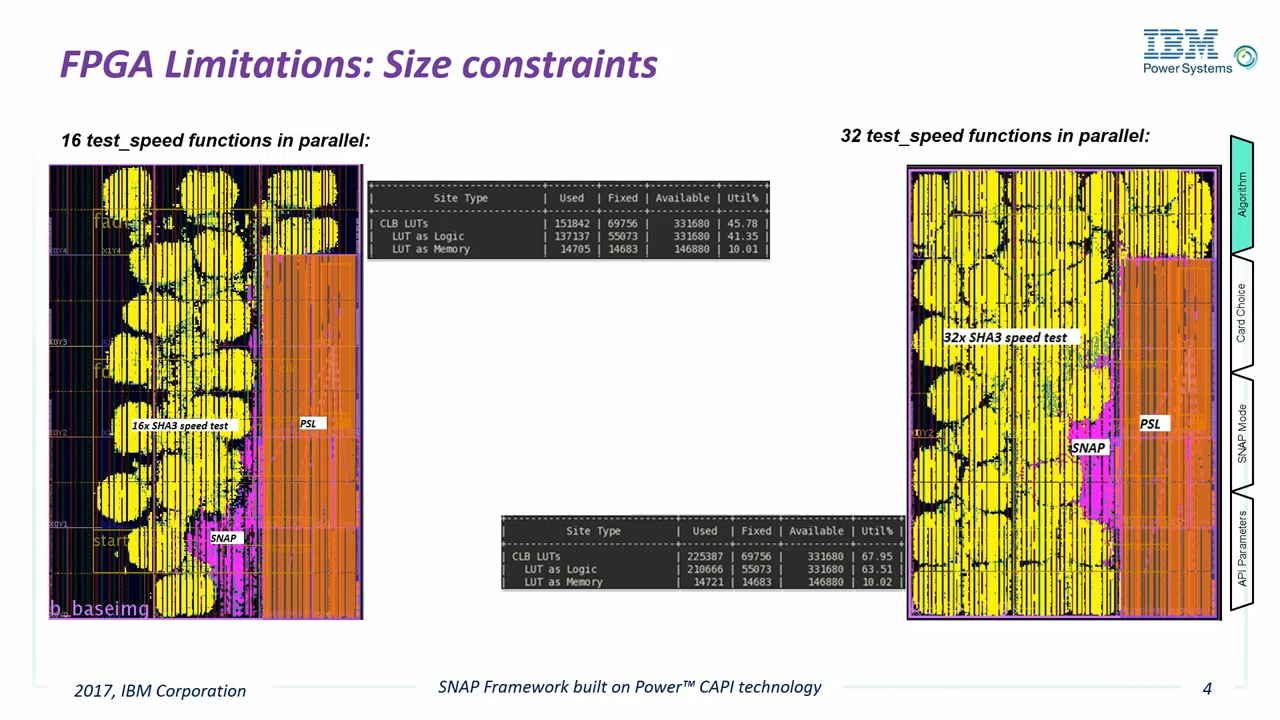 FPGA Limitations: Size constraints
IBM
Power Systems
16 test_speed functions in parallel:
32 test_speed functions in parallel:
Site Type | Used | Fixed | Available | Util%
CLB LUTs | 151842 | 69756 | 331680 | 45.78
LUT as Logic | 137137 | 55073 | 331680 | 41.35
LUT as Memory | 14705 | 14683 | 146880 | 10.01
X0Y4
X1Y4
X0Y3
X0Y2
X0Y1
16x SHA3 speed test
PSL
SNAP
start
b_baseimg
Site Type | Used | Fixed | Available | Util%
CLB LUTs | 225387 | 69756 | 331680 | 67.95
LUT as Logic | 210666 | 55073 | 331680 | 63.51
LUT as Memory | 14721 | 14683 | 146880 | 10.02
32x SHA3 speed test
PSL
SNAP
Algorithm
Card Choice
SNAP Mode
API Parameters
2017, IBM Corporation
SNAP Framework built on Power™ CAPI technology
4